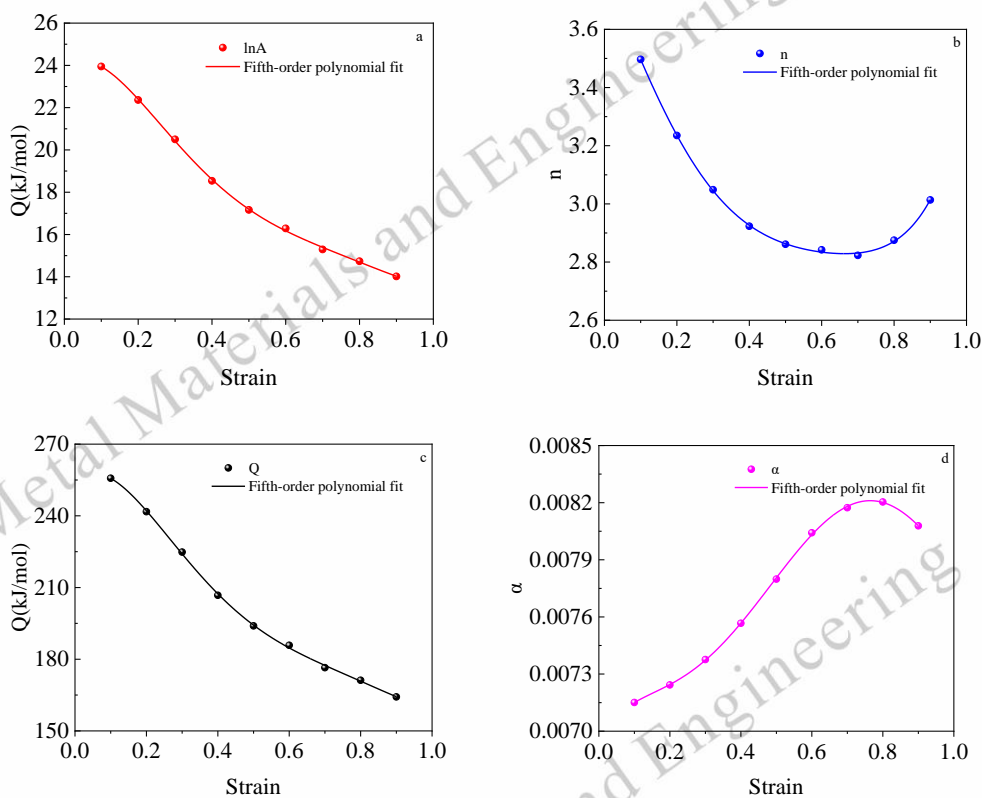 a
lnA
Fifth-order polynomial fit
Q(kJ/mol)
26
24
22
20
18
16
14
12
0.0 0.2 0.4 0.6 0.8 1.0
Strain
b
n
Fifth-order polynomial fit
n
3.6
3.4
3.2
3.0
2.8
2.6
0.0 0.2 0.4 0.6 0.8 1.0
Strain
c
Q
Fifth-order polynomial fit
Q(kJ/mol)
270
240
210
180
150
0.0 0.2 0.4 0.6 0.8 1.0
Strain
d
α
Fifth-order polynomial fit
α
0.0085
0.0082
0.0079
0.0076
0.0073
0.0070
0.0 0.2 0.4 0.6 0.8 1.0
Strain
Metal Materials and Engineering
and Engineering